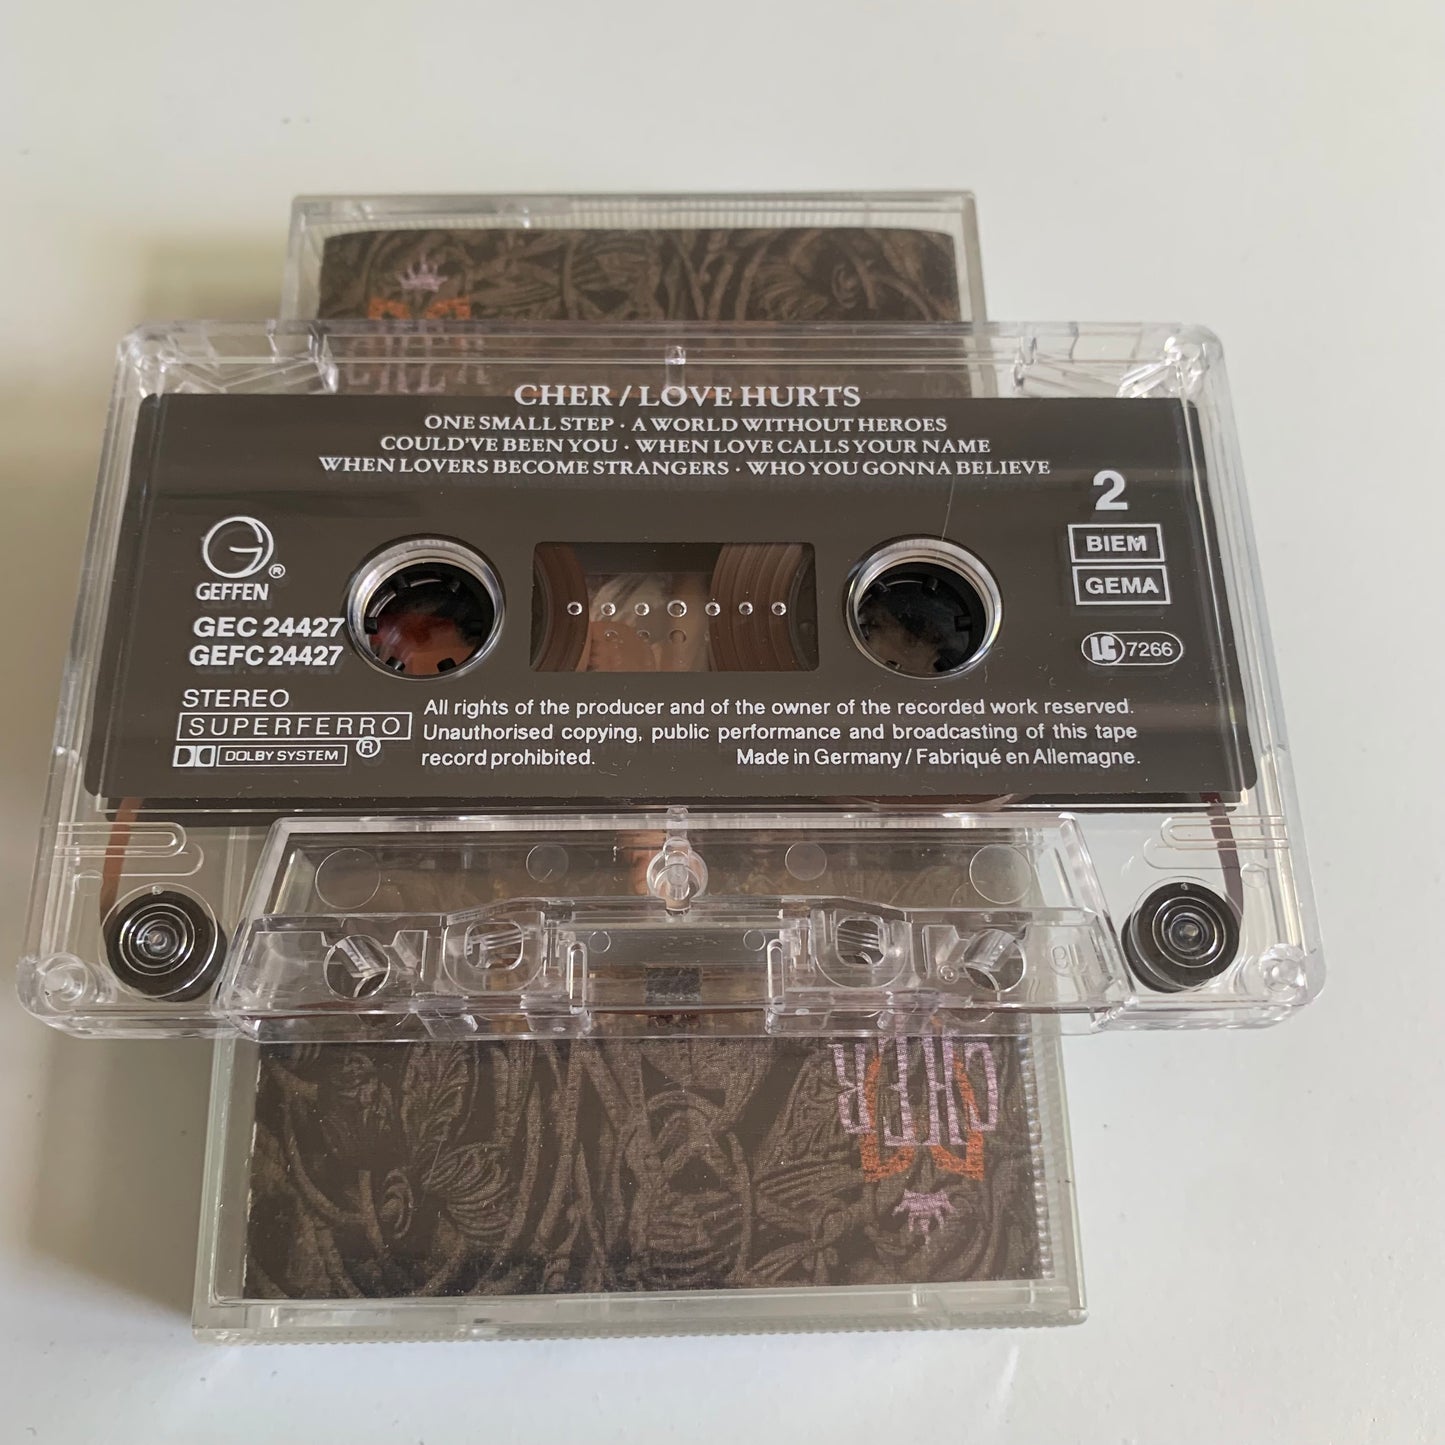 CHER / LOVE HURTS
ONE SMALL STEP · A WORLD WITHOUT HEROES
COULD'VE BEEN YOU · WHEN LOVE CALLS YOUR NAME
WHEN LOVERS BECOME STRANGERS · WHO YOU GONNA BELIEVE
2
BIEM
GEMA
LC 7266
G
GEFFEN ®
GEC 24427
GEFC 24427
STEREO
SUPERFERRO
DOLBY SYSTEM ®
All rights of the producer and of the owner of the recorded work reserved.
Unauthorised copying, public performance and broadcasting of this tape
record prohibited.
Made in Germany / Fabriqué en Allemagne.
CHER
CHER